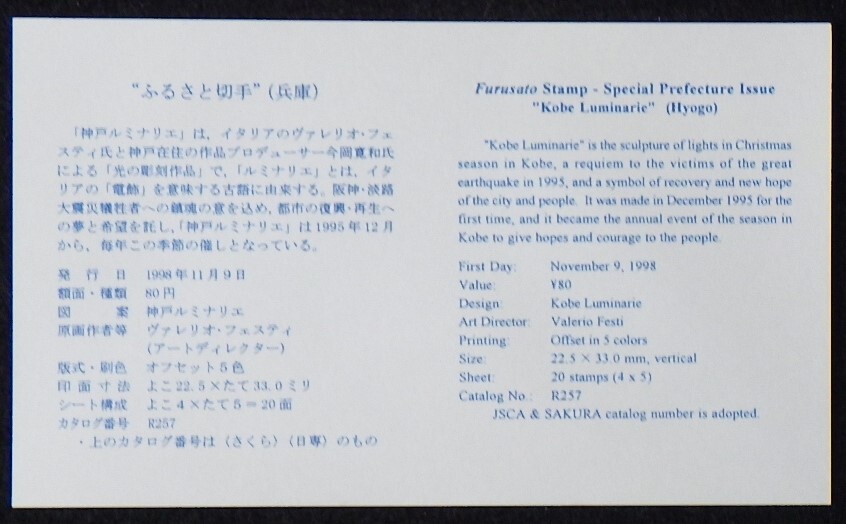 “ふるさと切手”(兵庫)
「神戸ルミナリエ」は、イタリアのヴァレリオ・フェ
スティ氏と神戸在住の作品プロデューサー今岡寛和氏
による「光の彫刻作品」で、「ルミナリエ」とは、イタ
リアの「電飾」を意味する古語に由来する。阪神・淡路
大震災犠牲者への鎮魂の意を込め、都市の復興・再生へ
の夢と希望を託し、「神戸ルミナリエ」は1995年12月
から、毎年この季節の催しとなっている。
発行日 1998年11月9日
額面・種類 80円
図案 神戸ルミナリエ
原画作者等 ヴァレリオ・フェスティ
(アートディレクター)
版式・刷色 オフセット5色
印面寸法 よこ22.5×たて33.0ミリ
シート構成 よこ4×たて5=20面
カタログ番号 R257
・上のカタログ番号は〈さくら〉〈日専〉のもの
Furusato Stamp - Special Prefecture Issue
"Kobe Luminarie" (Hyogo)
"Kobe Luminarie" is the sculpture of lights in Christmas
season in Kobe, a requiem to the victims of the great
earthquake in 1995, and a symbol of recovery and new hope
of the city and people. It was made in December 1995 for the
first time, and it became the annual event of the season in
Kobe to give hopes and courage to the people.
First Day: November 9, 1998
Value: ¥80
Design: Kobe Luminarie
Art Director: Valerio Festi
Printing: Offset in 5 colors
Size: 22.5 × 33.0 mm, vertical
Sheet: 20 stamps (4 x 5)
Catalog No.: R257
JSCA & SAKURA catalog number is adopted.